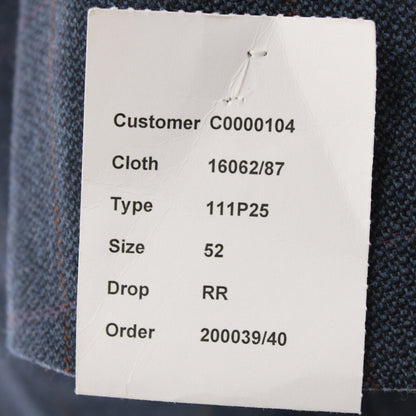 Customer C0000104
Cloth 16062/87
Type 111P25
Size 52
Drop RR
Order 200039/40